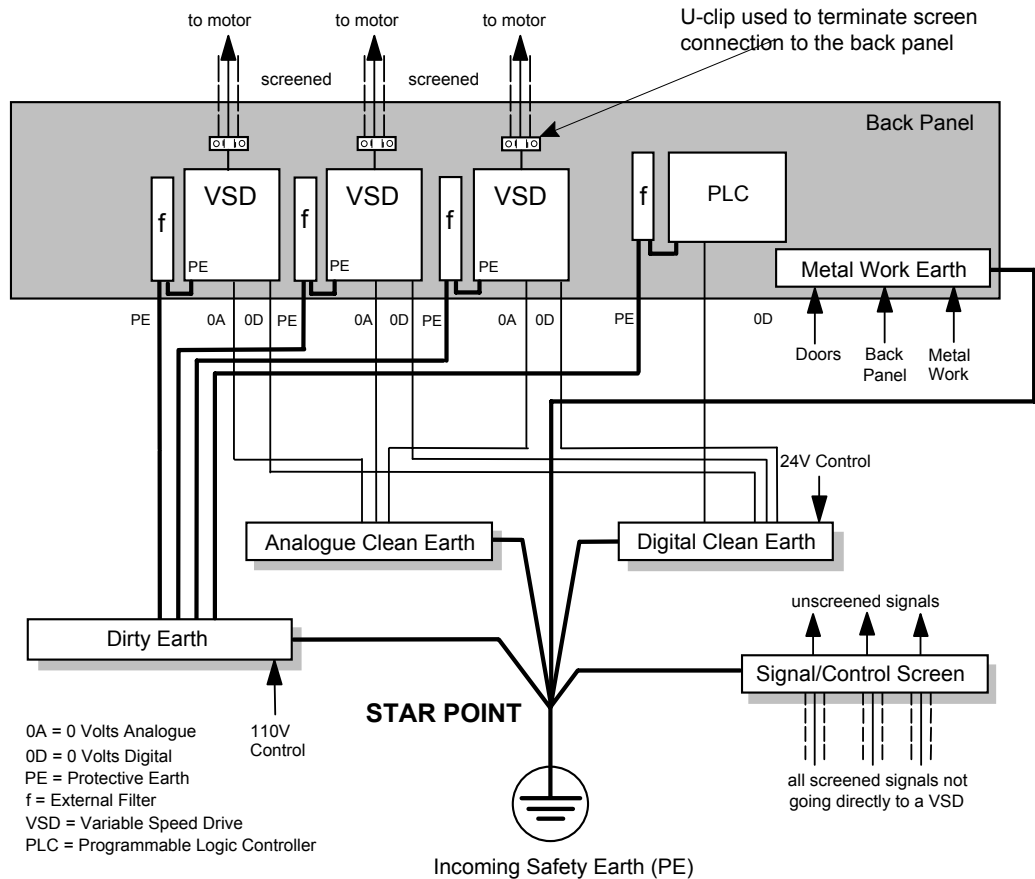 to motor
to motor
to motor
U-clip used to terminate screen
connection to the back panel
screened
screened
Back Panel
f
VSD
PE
f
VSD
PE
f
VSD
PE
f
PLC
Metal Work Earth
PE
0A
0D
PE
0A
0D
PE
0A
0D
PE
0D
Doors
Back
Panel
Metal
Work
24V Control
Analogue Clean Earth
Digital Clean Earth
unscreened signals
Dirty Earth
Signal/Control Screen
STAR POINT
110V
Control
0A = 0 Volts Analogue
0D = 0 Volts Digital
PE = Protective Earth
f = External Filter
VSD = Variable Speed Drive
PLC = Programmable Logic Controller
all screened signals not
going directly to a VSD
Incoming Safety Earth (PE)